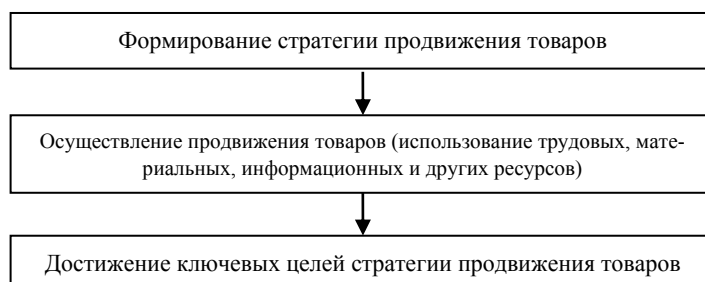 Формирование стратегии продвижения товаров
Осуществление продвижения товаров (использование трудовых, мате-
риальных, информационных и других ресурсов)
Достижение ключевых целей стратегии продвижения товаров